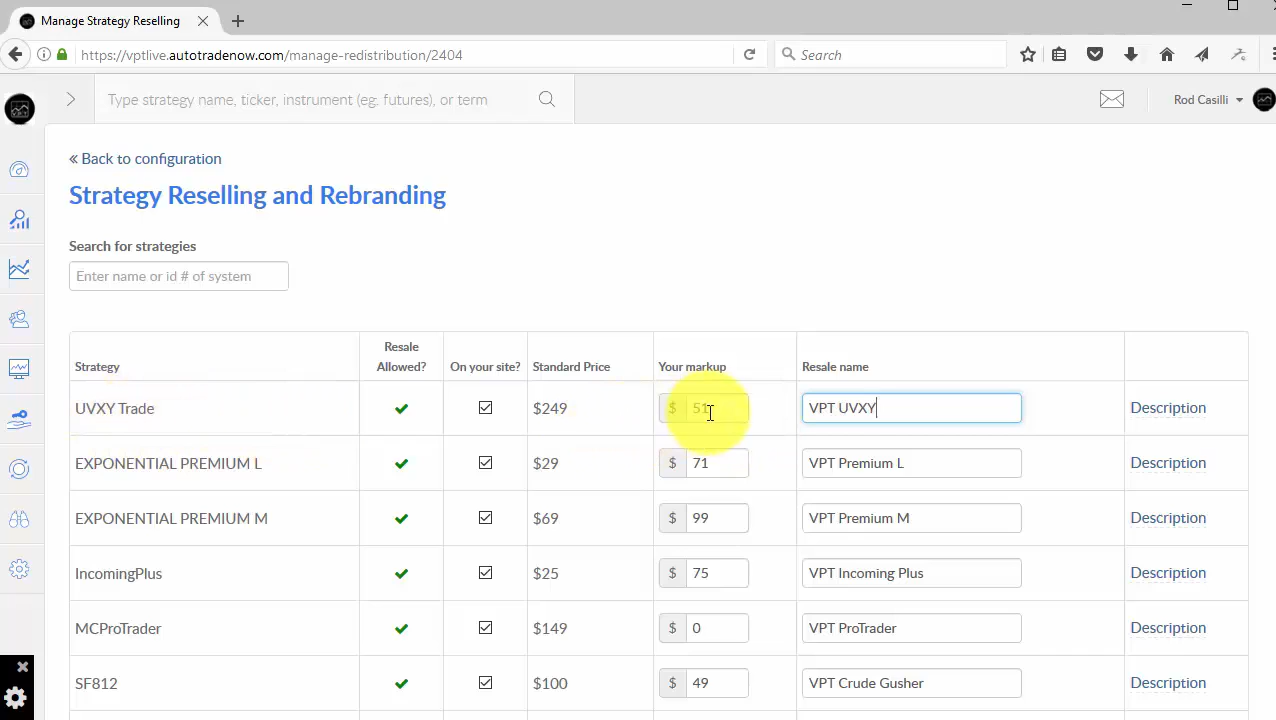 Manage Strategy Reselling
https://vptlive.autotradenow.com/manage-redistribution/2404
Search
Type strategy name, ticker, instrument (eg: futures), or term
Rod Casilli
VPT
« Back to configuration
Strategy Reselling and Rebranding
Search for strategies
Enter name or id # of system
Strategy Resale Allowed? On your site? Standard Price Your markup Resale name
UVXY Trade $249 $ 51 VPT UVXY Description
EXPONENTIAL PREMIUM L $29 $ 71 VPT Premium L Description
EXPONENTIAL PREMIUM M $69 $ 99 VPT Premium M Description
IncomingPlus $25 $ 75 VPT Incoming Plus Description
MCProTrader $149 $ 0 VPT ProTrader Description
SF812 $100 $ 49 VPT Crude Gusher Description